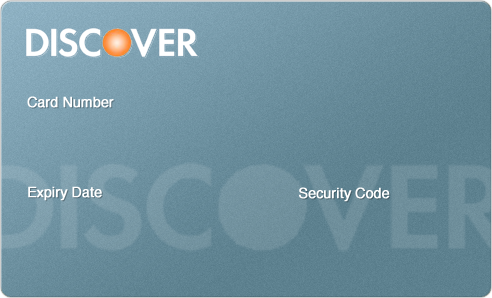 DISCOVER
Card Number
Expiry Date
Security Code
DISCOVER